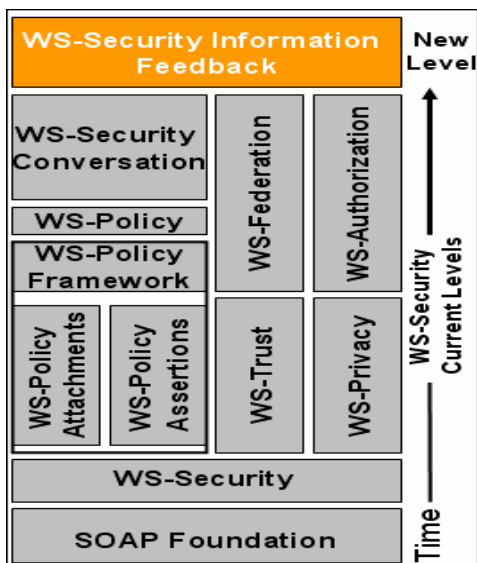 WS-Security Information
Feedback
New
Level
WS-Security
Conversation
WS-Federation
WS-Authorization
WS-Policy
WS-Policy
Framework
WS-Policy
Attachments
WS-Policy
Assertions
WS-Trust
WS-Privacy
WS-Security
Current Levels
WS-Security
SOAP Foundation
Time